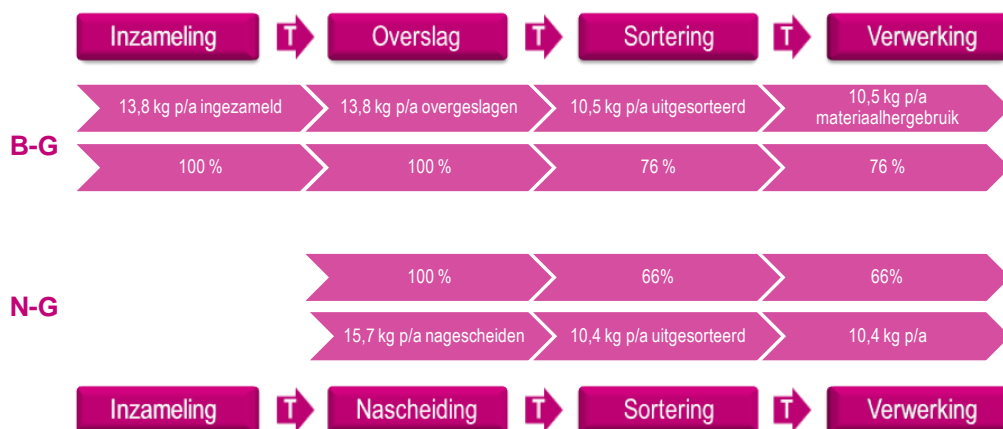 Inzameling T Overslag T Sortering T Verwerking
13,8 kg p/a ingezameld 13,8 kg p/a overgeslagen 10,5 kg p/a uitgesorteerd 10,5 kg p/a
materiaalhergebruik
B-G
100 % 100 % 76 % 76 %
100 % 66% 66%
N-G
15,7 kg p/a nagescheiden 10,4 kg p/a uitgesorteerd 10,4 kg p/a
Inzameling T Nascheiding T Sortering T Verwerking